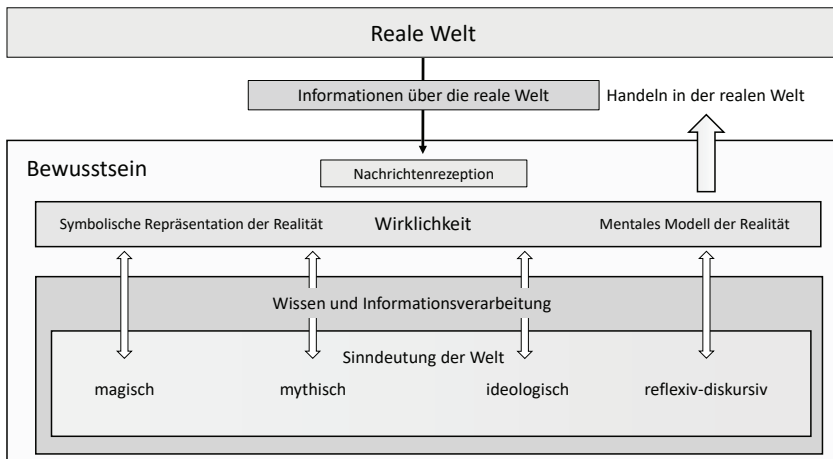 Reale Welt
Informationen über die reale Welt
Handeln in der realen Welt
Bewusstsein
Nachrichtenrezeption
Symbolische Repräsentation der Realität
Wirklichkeit
Mentales Modell der Realität
Wissen und Informationsverarbeitung
Sinndeutung der Welt
magisch
mythisch
ideologisch
reflexiv-diskursiv